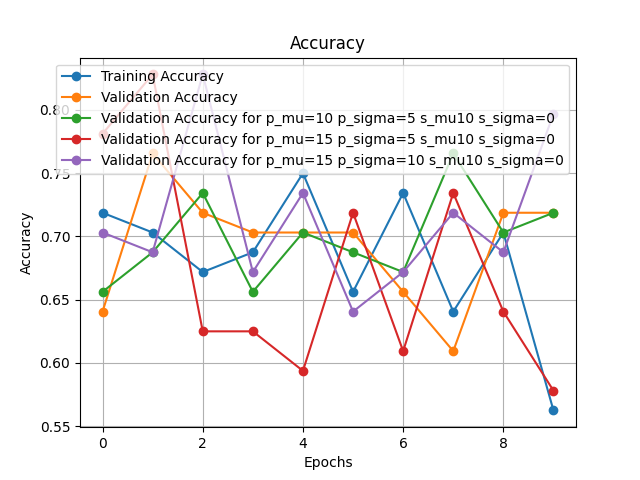 Accuracy
Training Accuracy
Validation Accuracy
Validation Accuracy for p_mu=10 p_sigma=5 s_mu10 s_sigma=0
Validation Accuracy for p_mu=15 p_sigma=5 s_mu10 s_sigma=0
Validation Accuracy for p_mu=15 p_sigma=10 s_mu10 s_sigma=0
0.80
0.75
0.70
0.65
0.60
0.55
Accuracy
0 2 4 6 8
Epochs